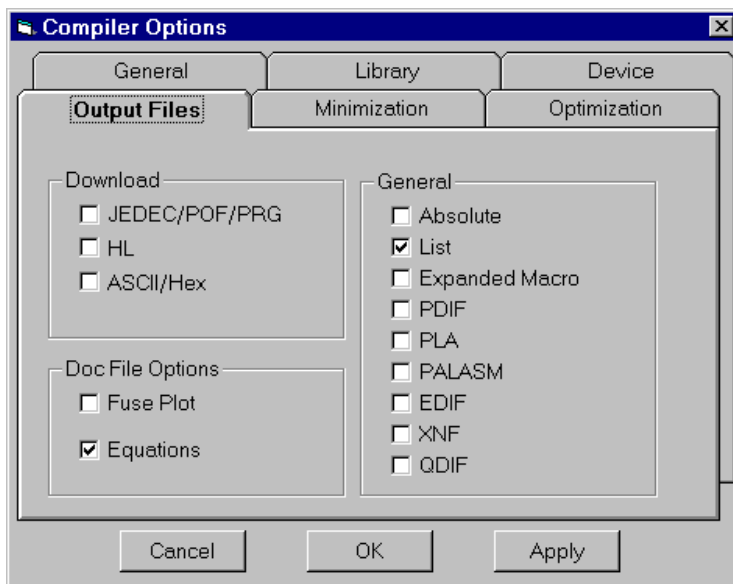 Compiler Options
General Library Device
Output Files Minimization Optimization
Download
JEDEC/POF/PRG
HL
ASCII/Hex
Doc File Options
Fuse Plot
Equations
General
Absolute
List
Expanded Macro
PDIF
PLA
PALASM
EDIF
XNF
QDIF
Cancel OK Apply